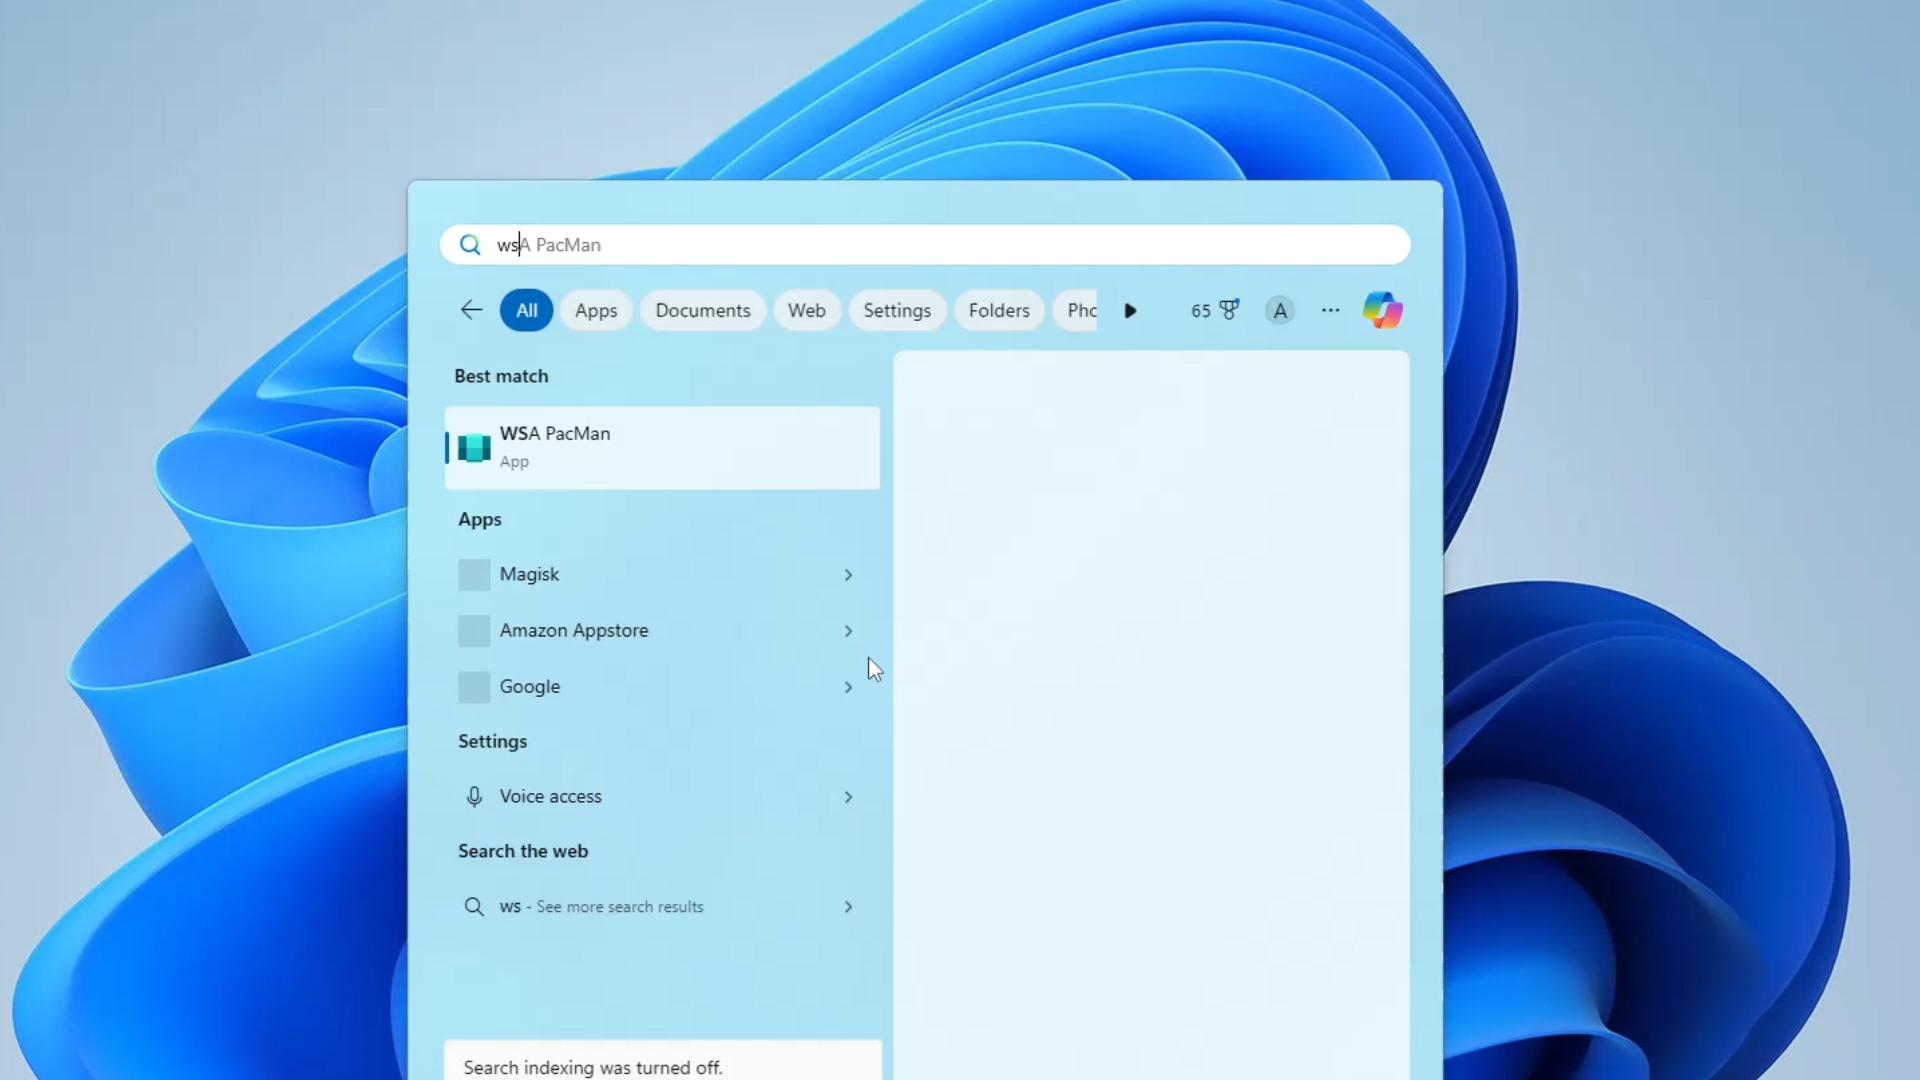 wsA PacMan
All Apps Documents Web Settings Folders Pho 65 A ...
Best match
WSA PacMan
App
Apps
Magisk
Amazon Appstore
Google
Settings
Voice access
Search the web
ws - See more search results
Search indexing was turned off.